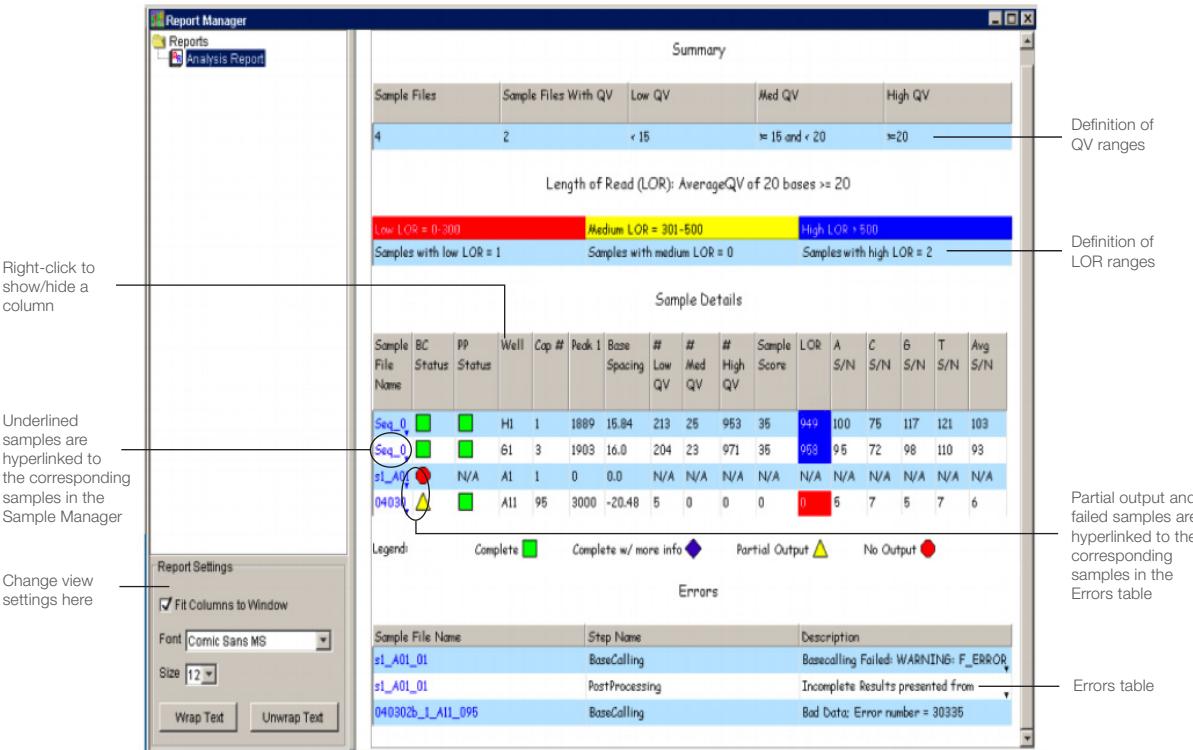 Report Manager
Reports
Analysis Report
Summary
Sample Files Sample Files With QV Low QV Med QV High QV
4 2 < 15 >= 15 and < 20 >=20
Definition of
QV ranges
Length of Read (LOR): AverageQV of 20 bases >= 20
Low LOR = 0-300 Medium LOR = 301-500 High LOR > 500
Samples with low LOR = 1 Samples with medium LOR = 0 Samples with high LOR = 2
Definition of
LOR ranges
Right-click to
show/hide a
column
Sample Details
Sample File Name BC Status PP Status Well Cap # Peak 1 Base Spacing # Low QV # Med QV # High QV Sample Score LOR A S/N C S/N G S/N T S/N Avg S/N
Seq_0 H1 1 1889 15.84 213 25 953 35 949 100 75 117 121 103
Seq_0 G1 3 1903 16.0 204 23 971 35 958 95 72 98 110 93
s1_A01 N/A A1 1 0 0.0 N/A N/A N/A N/A N/A N/A N/A N/A N/A N/A
04030 A11 95 3000 -20.48 5 0 0 0 0 5 7 5 7 6
Underlined
samples are
hyperlinked to
the corresponding
samples in the
Sample Manager
Partial output and
failed samples are
hyperlinked to the
corresponding
samples in the
Errors table
Legend: Complete Complete w/ more info Partial Output No Output
Errors
Sample File Name Step Name Description
s1_A01_01 BaseCalling Basecalling Failed: WARNING: F_ERROR
s1_A01_01 PostProcessing Incomplete Results presented from
040302b_1_A11_095 BaseCalling Bad Data: Error number = 30335
Errors table
Change view
settings here
Report Settings
Fit Columns to Window
Font Comic Sans MS
Size 12
Wrap Text Unwrap Text